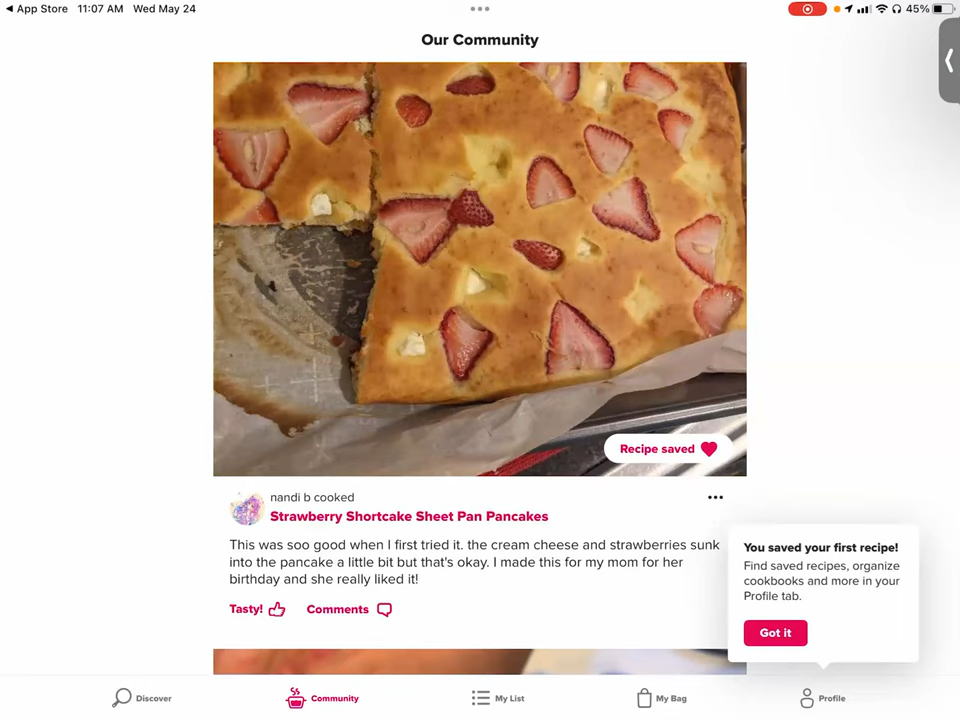 App Store 11:07 AM Wed May 24
45%
Our Community
Recipe saved
nandi b cooked
Strawberry Shortcake Sheet Pan Pancakes
This was soo good when I first tried it. the cream cheese and strawberries sunk
into the pancake a little bit but that's okay. I made this for my mom for her
birthday and she really liked it!
Tasty! Comments
You saved your first recipe!
Find saved recipes, organize
cookbooks and more in your
Profile tab.
Got it
Discover Community My List My Bag Profile